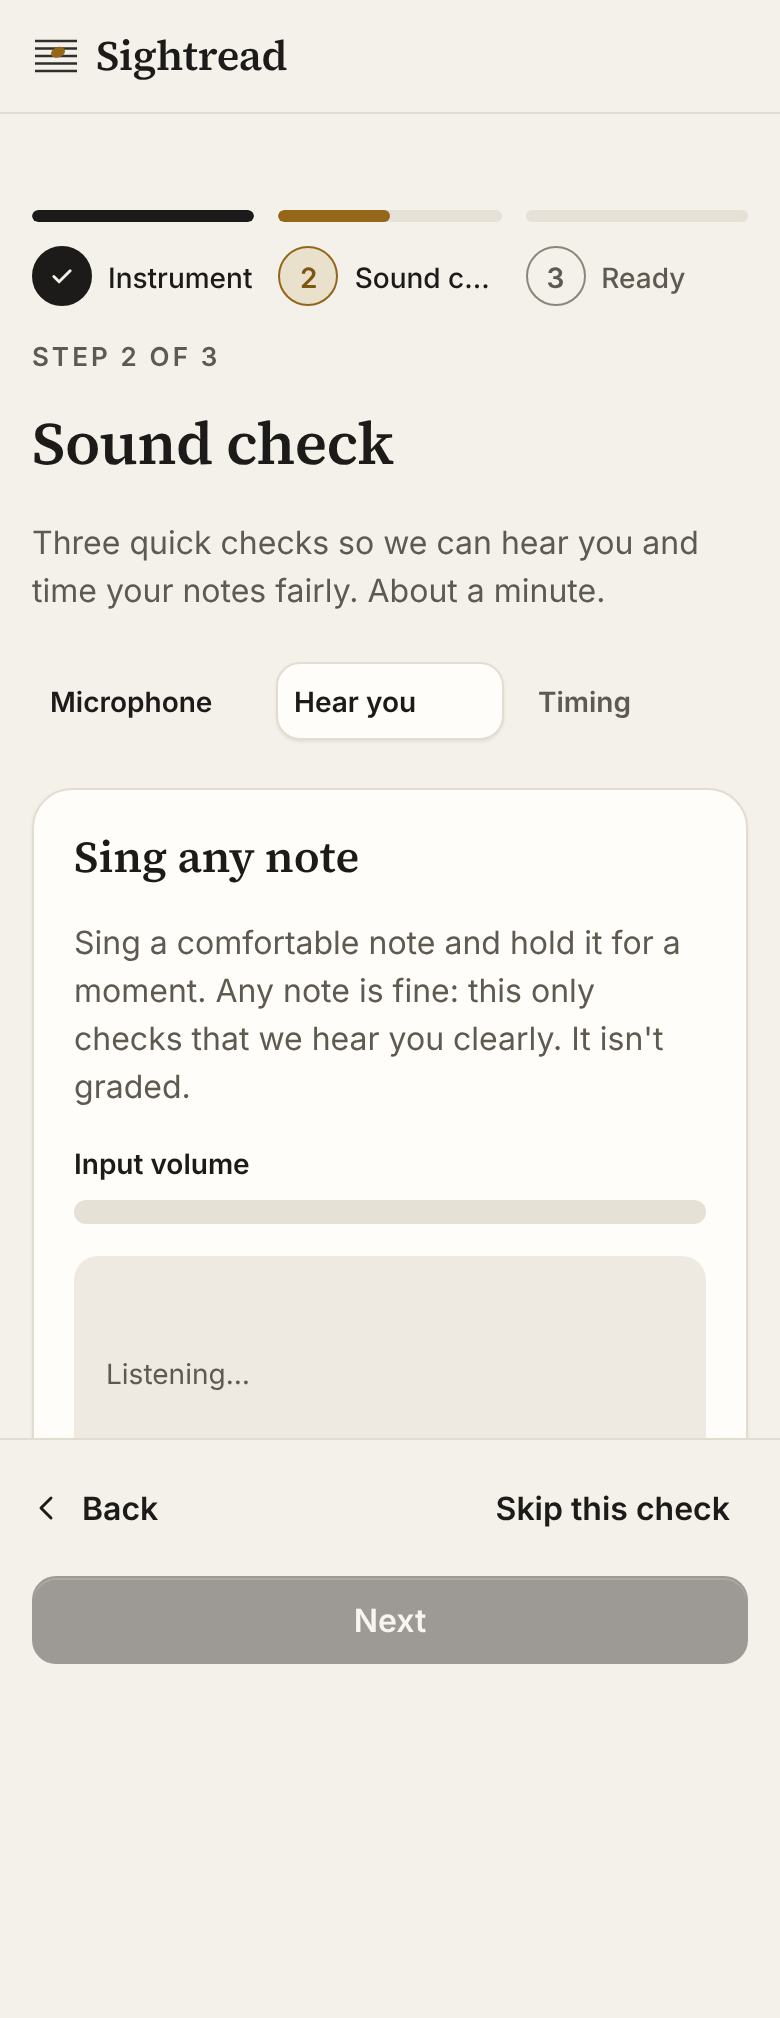 Sightread
Instrument
2
Sound c...
3
Ready
STEP 2 OF 3
Sound check
Three quick checks so we can hear you and
time your notes fairly. About a minute.
Microphone
Hear you
Timing
Sing any note
Sing a comfortable note and hold it for a
moment. Any note is fine: this only
checks that we hear you clearly. It isn't
graded.
Input volume
Listening...
Back
Skip this check
Next